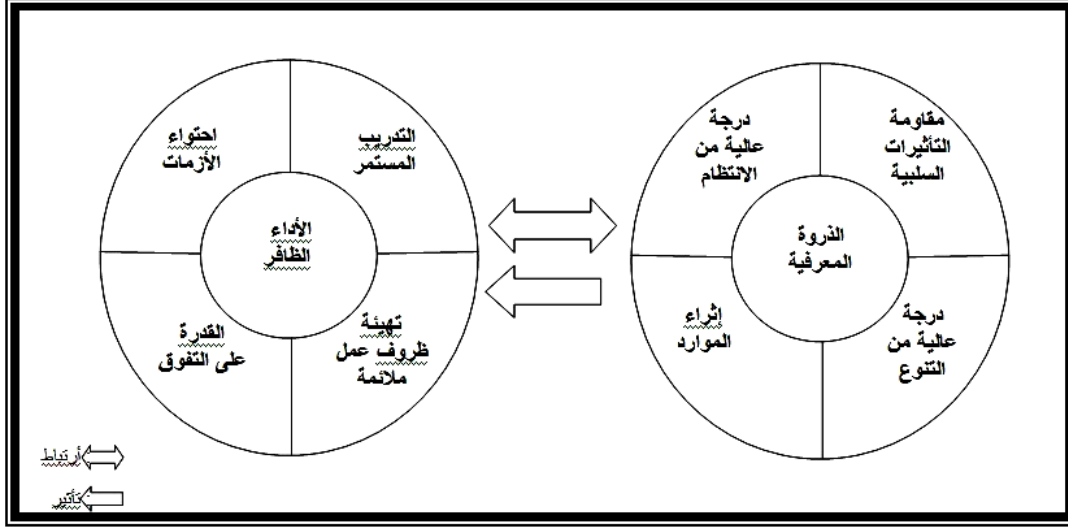 مقاومة
التأثيرات
السلبية
درجة
عالية من
الانتظام
الذروة
المعرفية
درجة
عالية من
التنوع
إثراء
الموارد
التدريب
المستمر
احتواء
الأزمات
الأداء
الظافر
تهيئة
ظروف عمل
ملائمة
القدرة
على التفوق
أرتباط
تأثير